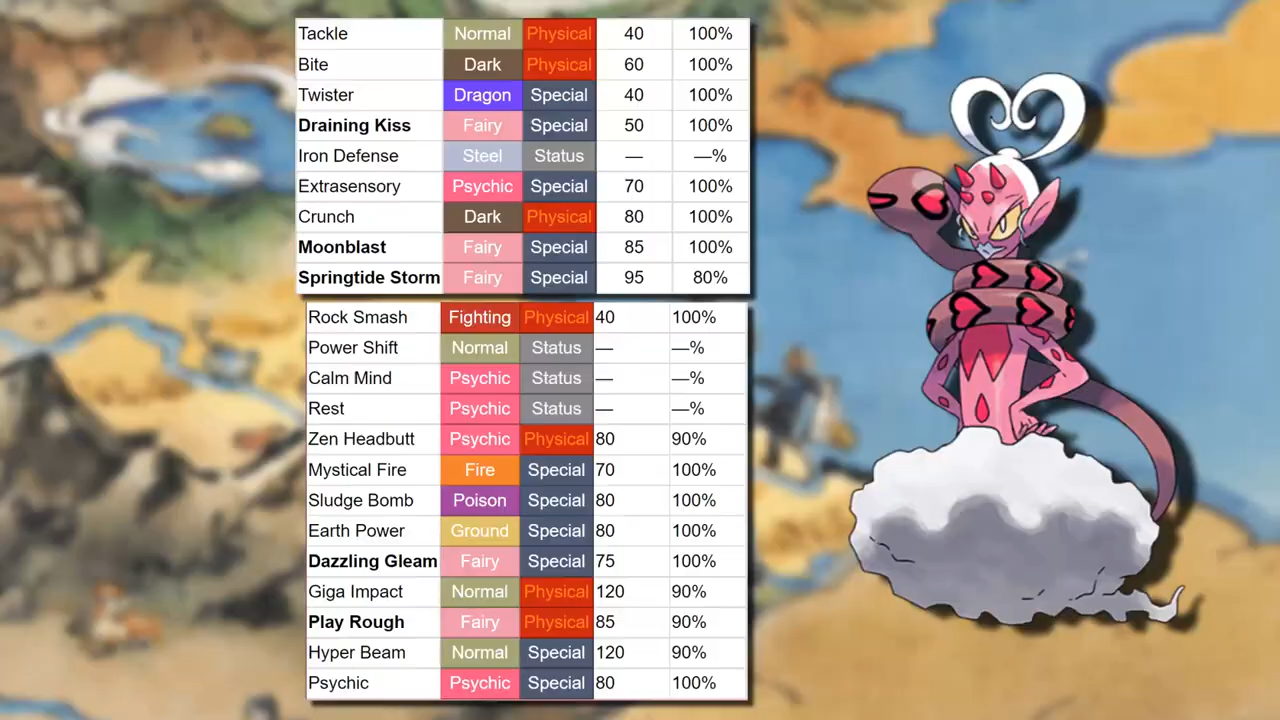 Tackle Normal Physical 40 100%
Bite Dark Physical 60 100%
Twister Dragon Special 40 100%
Draining Kiss Fairy Special 50 100%
Iron Defense Steel Status — —%
Extrasensory Psychic Special 70 100%
Crunch Dark Physical 80 100%
Moonblast Fairy Special 85 100%
Springtide Storm Fairy Special 95 80%
Rock Smash Fighting Physical 40 100%
Power Shift Normal Status — —%
Calm Mind Psychic Status — —%
Rest Psychic Status — —%
Zen Headbutt Psychic Physical 80 90%
Mystical Fire Fire Special 70 100%
Sludge Bomb Poison Special 80 100%
Earth Power Ground Special 80 100%
Dazzling Gleam Fairy Special 75 100%
Giga Impact Normal Physical 120 90%
Play Rough Fairy Physical 85 90%
Hyper Beam Normal Special 120 90%
Psychic Psychic Special 80 100%